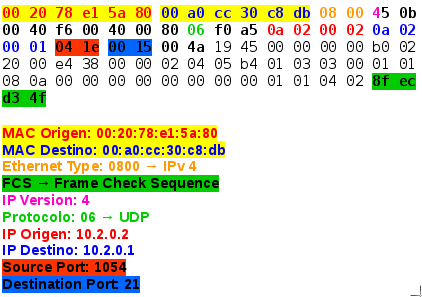 00 20 78 e1 5a 80 00 a0 cc 30 c8 db 08 00 45 0b
00 40 f6 00 40 00 80 06 f0 a5 0a 02 00 02 0a 02
00 01 04 1e 00 15 00 4a 19 45 00 00 00 00 b0 02
20 00 e4 38 00 00 02 04 05 b4 01 03 03 00 01 01
08 0a 00 00 00 00 00 00 00 00 01 01 04 02 8f ec
d3 4f
MAC Origen: 00:20:78:e1:5a:80
MAC Destino: 00:a0:cc:30:c8:db
Ethernet Type: 0800 → IPv4
FCS → Frame Check Sequence
IP Version: 4
Protocolo: 06 → UDP
IP Origen: 10.2.0.2
IP Destino: 10.2.0.1
Source Port: 1054
Destination Port: 21